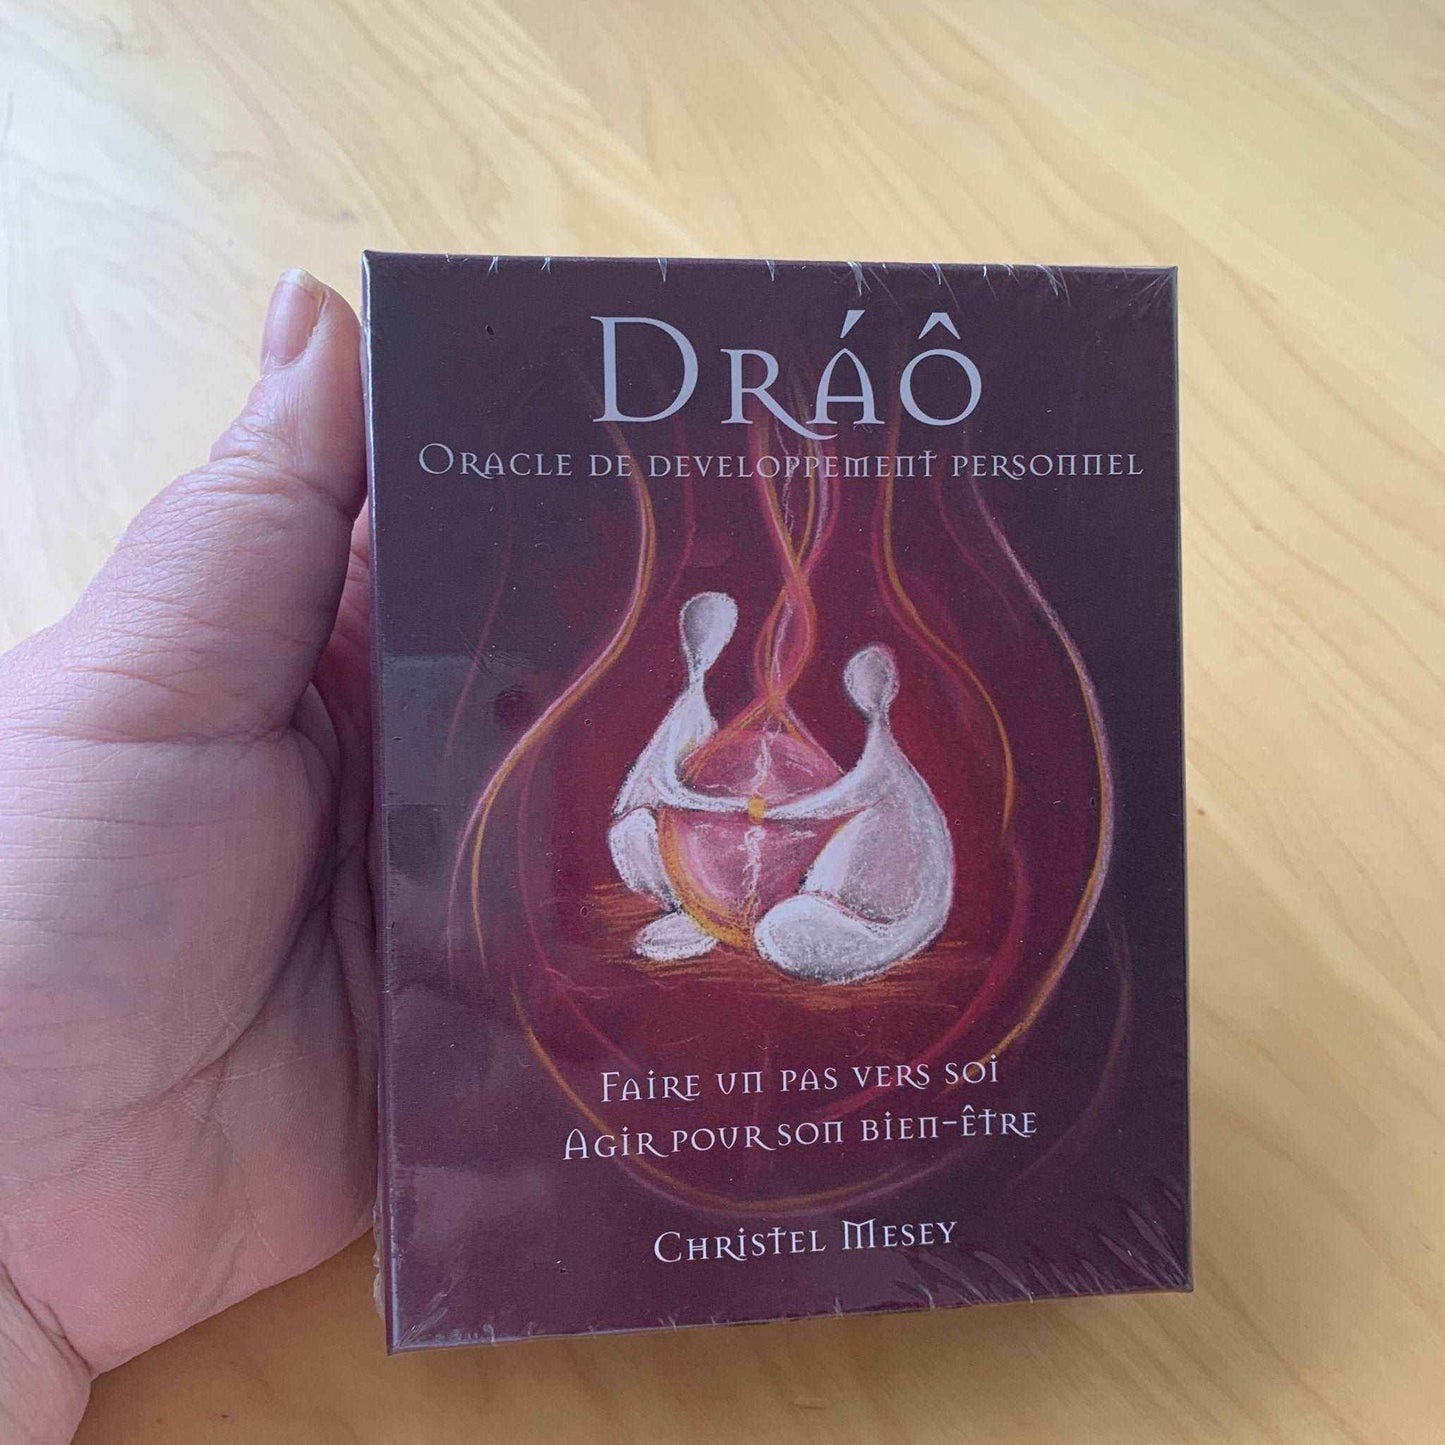 Dráô
Oracle de developpement personnel
Faire un pas vers soi
Agir pour son bien-être
Christel Mesey